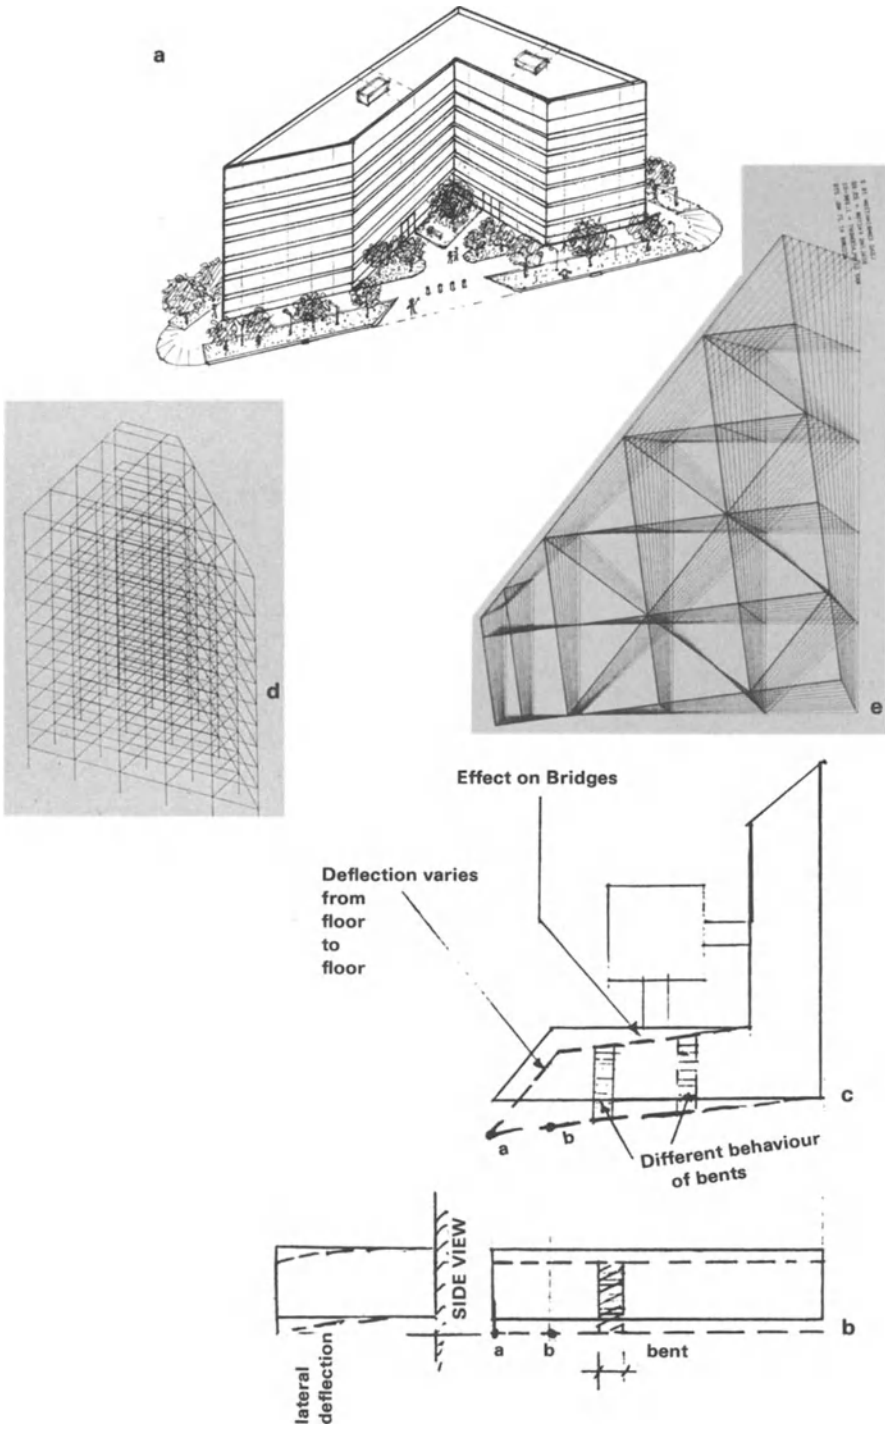 a
d
e
Effect on Bridges
Deflection varies
from
floor
to
floor
c
a
b
Different behaviour
of bents
SIDE VIEW
b
a
b
bent
lateral
deflection